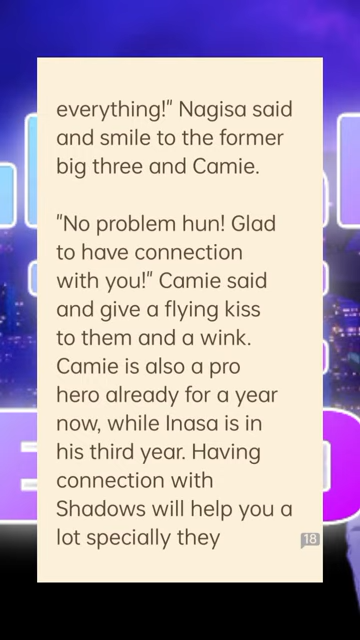 everything!" Nagisa said
and smile to the former
big three and Camie.
"No problem hun! Glad
to have connection
with you!" Camie said
and give a flying kiss
to them and a wink.
Camie is also a pro
hero already for a year
now, while Inasa is in
his third year. Having
connection with
Shadows will help you a
lot specially they
18